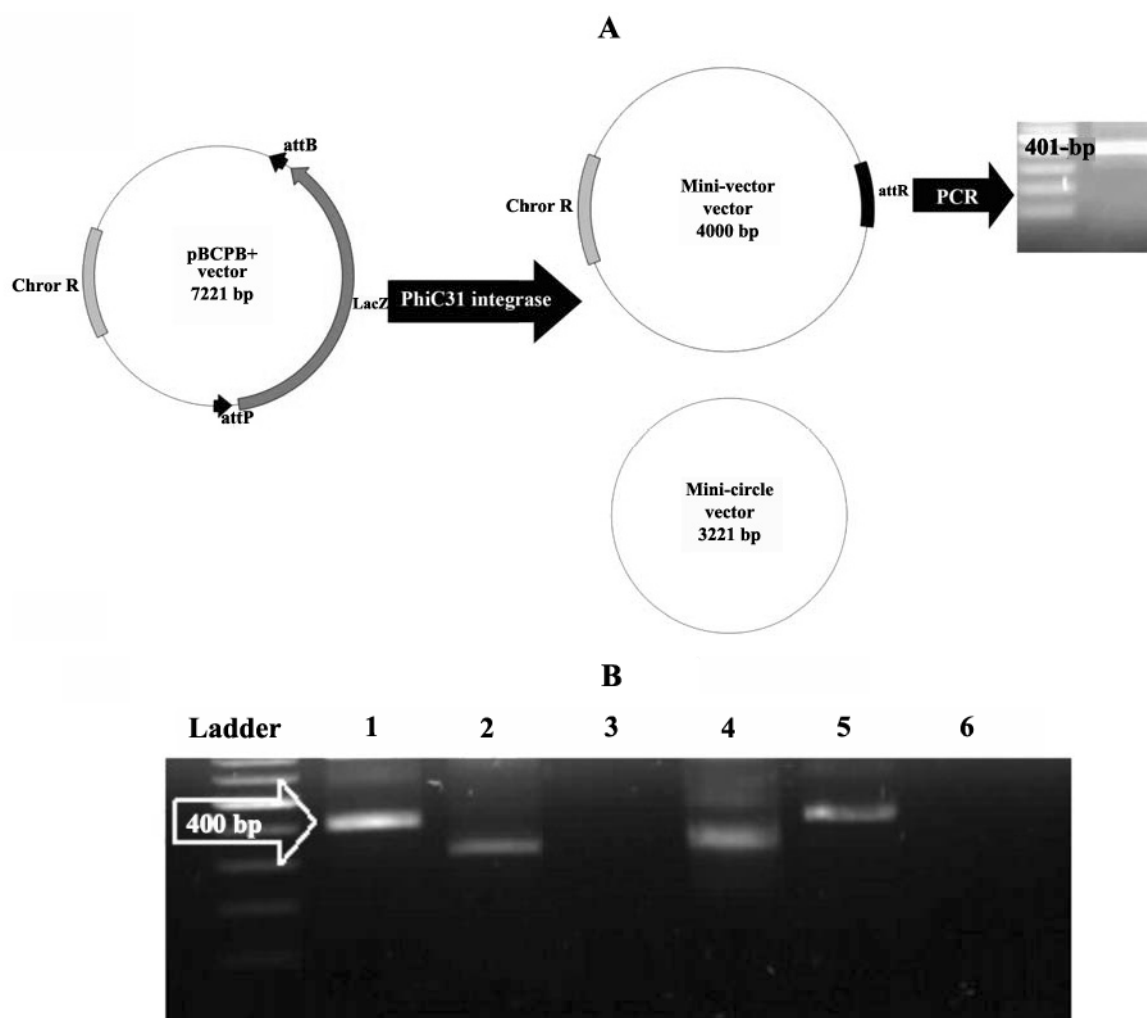 A
attB
Chror R
pBCPB+
vector
7221 bp
LacZ
attP
PhiC31 integrase
Chror R
Mini-vector
vector
4000 bp
attR
PCR
401-bp
Mini-circle
vector
3221 bp
B
Ladder 1 2 3 4 5 6
400 bp